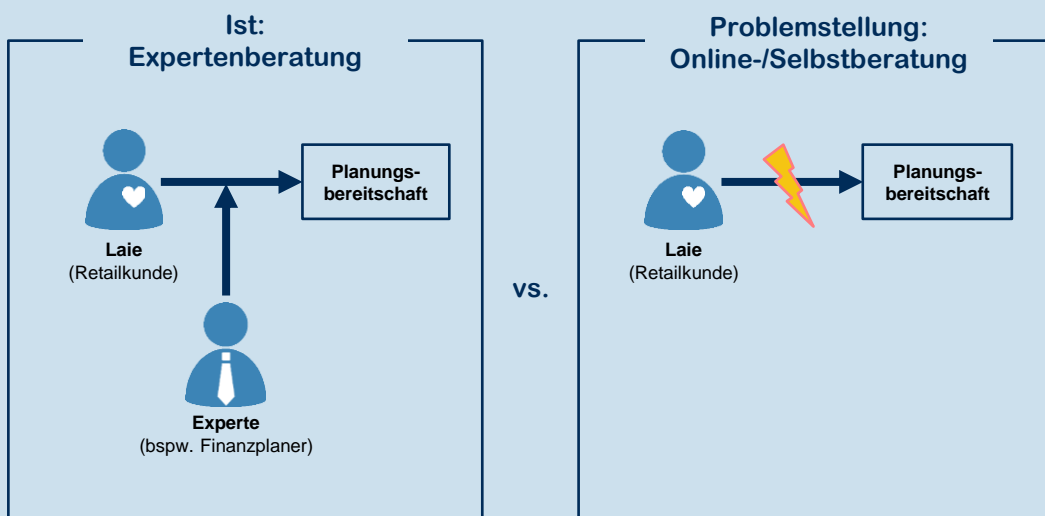 Ist:
Expertenberatung
Planungs-
bereitschaft
Laie
(Retailkunde)
Experte
(bspw. Finanzplaner)
vs.
Problemstellung:
Online-/Selbstberatung
Planungs-
bereitschaft
Laie
(Retailkunde)